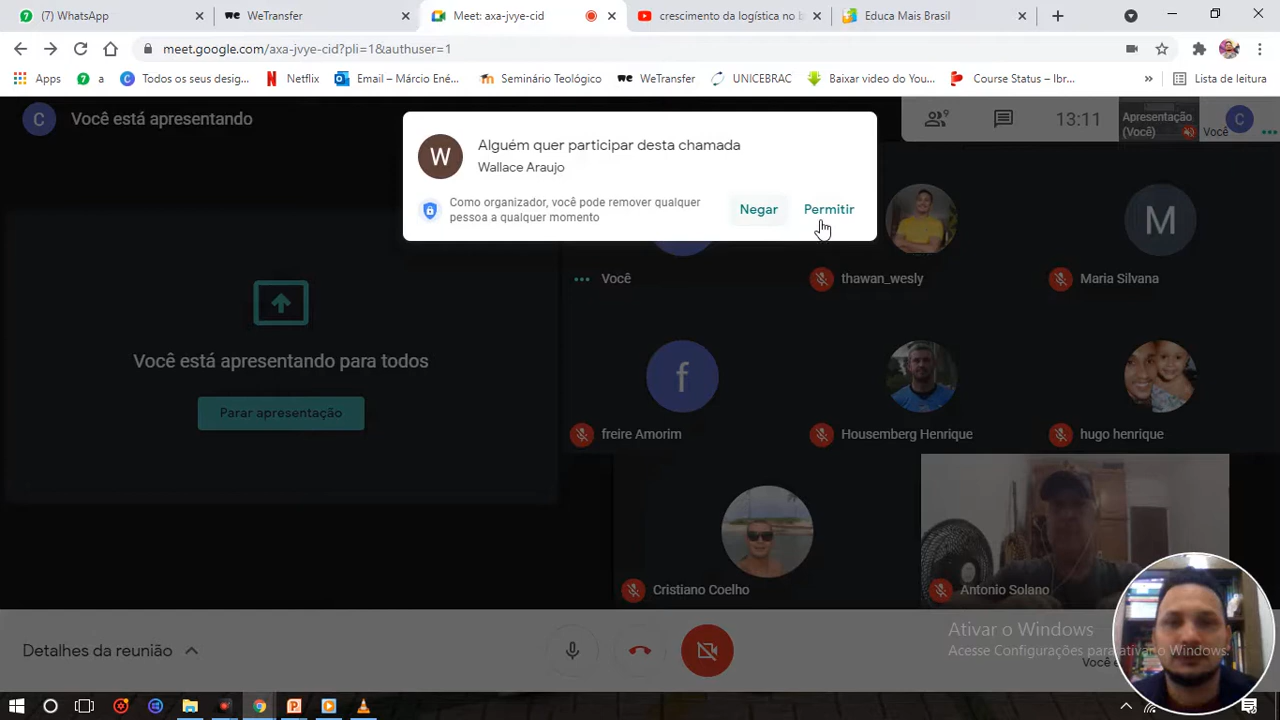 (7) WhatsApp
WeTransfer
Meet: axa-jvye-cid
crescimento da logística no b
Educa Mais Brasil
meet.google.com/axa-jvye-cid?pli=1&authuser=1
Apps
7 a
Todos os seus desig...
Netflix
Email – Márcio Ené...
Seminário Teológico
WeTransfer
UNICEBRAC
Baixar video do You...
Course Status – Ibr...
»
Lista de leitura
C
Você está apresentando
9
13:11
Apresentação
(Você)
Você
C
W
Alguém quer participar desta chamada
Wallace Araujo
Como organizador, você pode remover qualquer
pessoa a qualquer momento
Negar
Permitir
Você
thawan_wesly
M
Maria Silvana
Você está apresentando para todos
Parar apresentação
f
freire Amorim
Housemberg Henrique
hugo henrique
Cristiano Coelho
Antonio Solano
Detalhes da reunião
Ativar o Windows
Acesse Configurações para ativar o Windows.